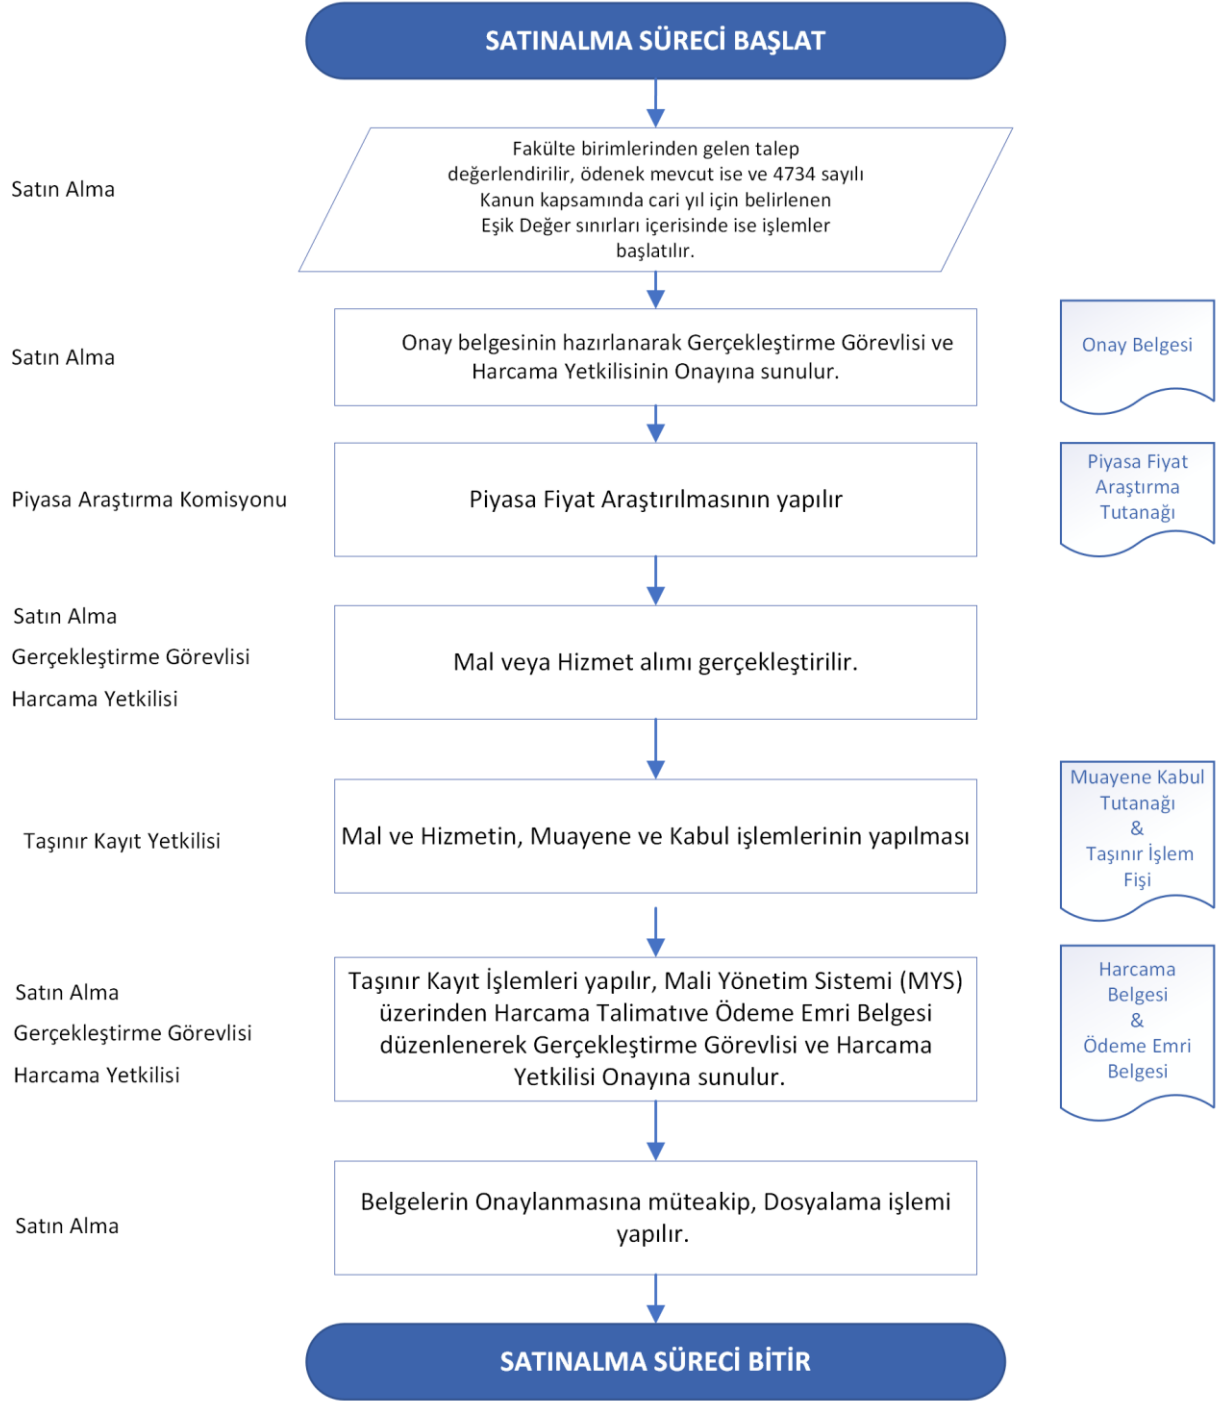 SATINALMA SÜRECİ BAŞLAT
Satın Alma
Fakülte birimlerinden gelen talep
değerlendirilir, ödenek mevcut ise ve 4734 sayılı
Kanun kapsamında cari yıl için belirlenen
Eşik Değer sınırları içerisinde ise işlemler
başlatılır.
Satın Alma
Onay belgesinin hazırlanarak Gerçekleştirme Görevlisi ve
Harcama Yetkilisinin Onayına sunulur.
Onay Belgesi
Piyasa Araştırma Komisyonu
Piyasa Fiyat Araştırılmasının yapılır
Piyasa Fiyat
Araştırma
Tutanağı
Satın Alma
Gerçekleştirme Görevlisi
Harcama Yetkilisi
Mal veya Hizmet alımı gerçekleştirilir.
Taşınır Kayıt Yetkilisi
Mal ve Hizmetin, Muayene ve Kabul işlemlerinin yapılması
Muayene Kabul
Tutanağı
&
Taşınır İşlem
Fişi
Satın Alma
Gerçekleştirme Görevlisi
Harcama Yetkilisi
Taşınır Kayıt İşlemleri yapılır, Mali Yönetim Sistemi (MYS)
üzerinden Harcama Talimatıve Ödeme Emri Belgesi
düzenlenerek Gerçekleştirme Görevlisi ve Harcama
Yetkilisi Onayına sunulur.
Harcama
Belgesi
&
Ödeme Emri
Belgesi
Satın Alma
Belgelerin Onaylanmasına müteakip, Dosyalama işlemi
yapılır.
SATINALMA SÜRECİ BİTİR